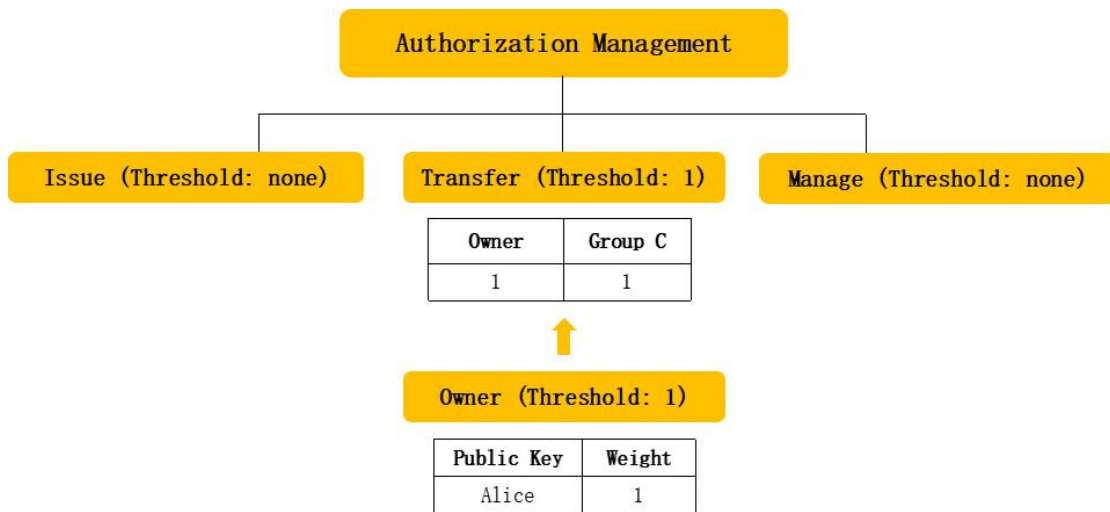 Authorization Management
Issue (Threshold: none)
Transfer (Threshold: 1)
Manage (Threshold: none)
Owner Group C
1 1
Owner (Threshold: 1)
Public Key Weight
Alice 1